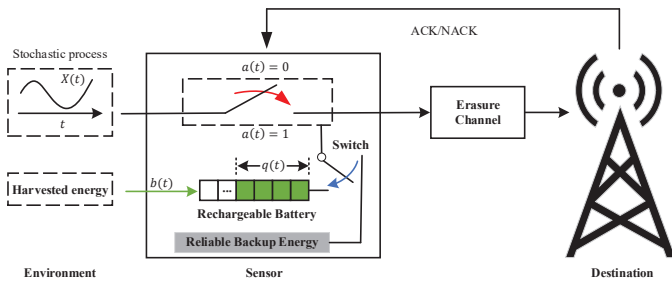 ACK/NACK
Stochastic process
X(t)
t
a(t) = 0
a(t) = 1
Erasure
Channel
Switch
q(t)
Harvested energy
b(t)
...
Rechargeable Battery
Reliable Backup Energy
Environment
Sensor
Destination